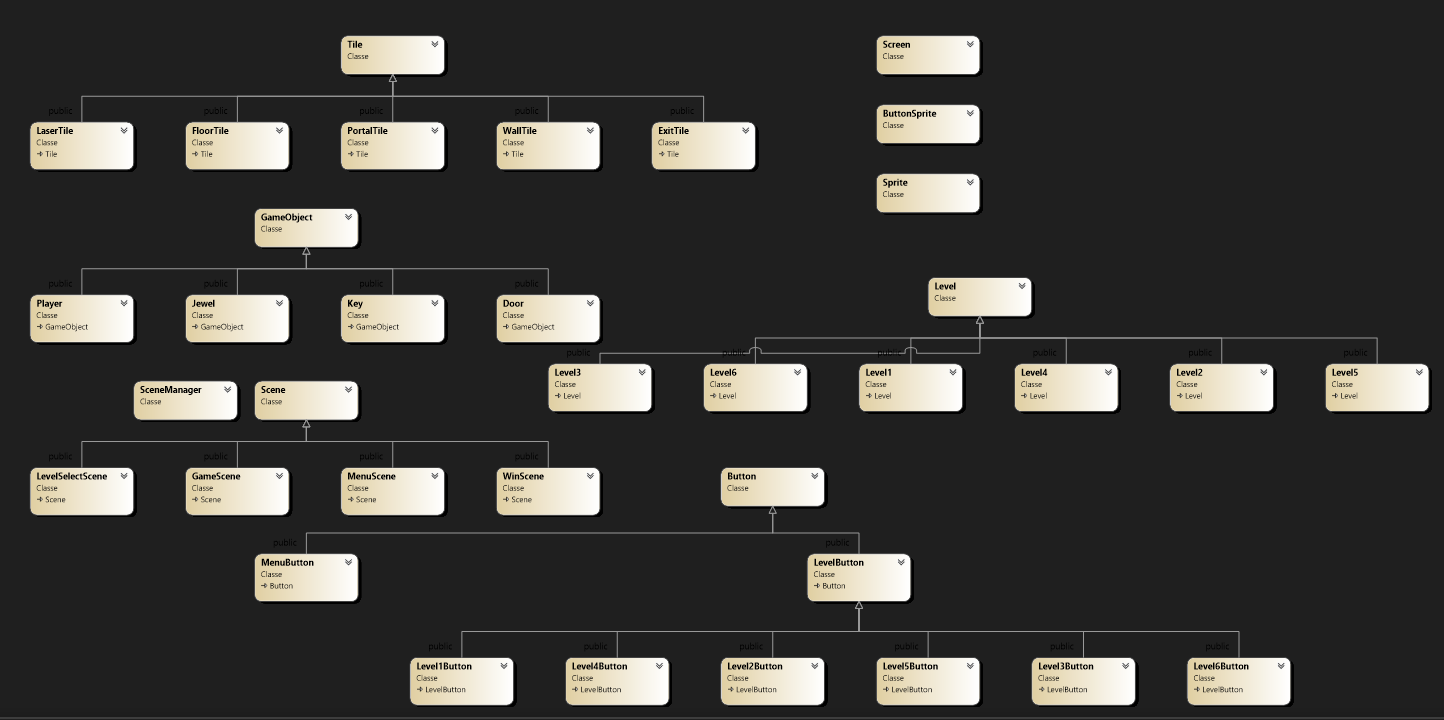 Tile
Classe
Screen
Classe
public
public
public
public
public
ButtonSprite
Classe
LaserTile
Classe
Tile
FloorTile
Classe
Tile
PortalTile
Classe
Tile
WallTile
Classe
Tile
ExitTile
Classe
Tile
Sprite
Classe
GameObject
Classe
public
public
public
public
Player
Classe
GameObject
Jewel
Classe
GameObject
Key
Classe
GameObject
Door
Classe
GameObject
Level
Classe
public
public
public
public
public
public
Level3
Classe
Level
Level6
Classe
Level
Level1
Classe
Level
Level4
Classe
Level
Level2
Classe
Level
Level5
Classe
Level
SceneManager
Classe
Scene
Classe
public
public
public
public
LevelSelectScene
Classe
Scene
GameScene
Classe
Scene
MenuScene
Classe
Scene
WinScene
Classe
Scene
Button
Classe
public
public
MenuButton
Classe
Button
LevelButton
Classe
Button
public
public
public
public
public
public
Level1Button
Classe
LevelButton
Level4Button
Classe
LevelButton
Level2Button
Classe
LevelButton
Level5Button
Classe
LevelButton
Level3Button
Classe
LevelButton
Level6Button
Classe
LevelButton